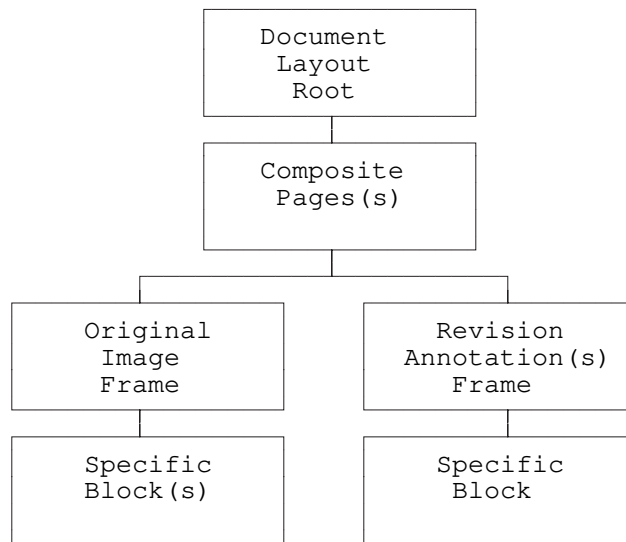 Document
Layout
Root
Composite
Pages(s)
Original
Image
Frame
Revision
Annotation(s)
Frame
Specific
Block(s)
Specific
Block